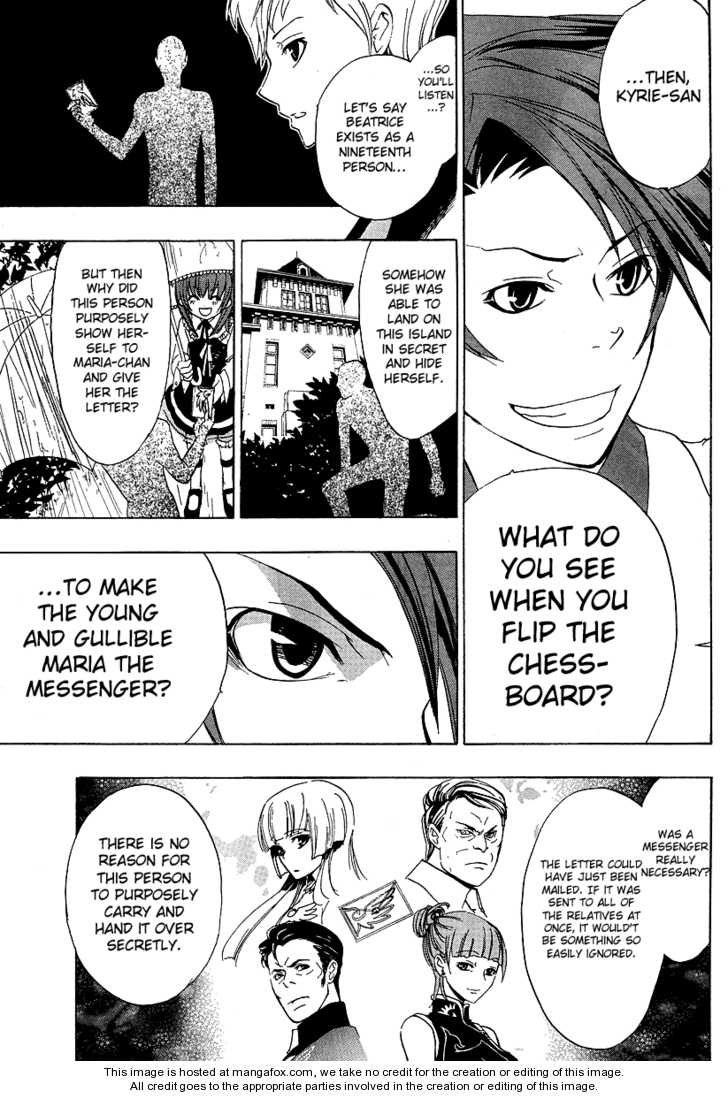 ...THEN,
KYRIE-SAN
WHAT DO
YOU SEE
WHEN YOU
FLIP THE
CHESS-
BOARD?
...SO
YOU'LL
LISTEN
...?
LET'S SAY
BEATRICE
EXISTS AS A
NINETEENTH
PERSON...
SOMEHOW
SHE WAS
ABLE TO
LAND ON
THIS ISLAND
IN SECRET
AND HIDE
HERSELF.
BUT THEN
WHY DID
THIS PERSON
PURPOSELY
SHOW HER-
SELF TO
MARIA-CHAN
AND GIVE
HER THE
LETTER?
...TO MAKE
THE YOUNG
AND GULLIBLE
MARIA THE
MESSENGER?
WAS A
MESSENGER
REALLY
NECESSARY?
THE LETTER COULD
HAVE JUST BEEN
MAILED. IF IT WAS
SENT TO ALL OF
THE RELATIVES AT
ONCE, IT WOULD'T
BE SOMETHING SO
EASILY IGNORED.
THERE IS NO
REASON FOR
THIS PERSON
TO PURPOSELY
CARRY AND
HAND IT OVER
SECRETLY.
This image is hosted at mangafox.com, we take no credit for the creation or editing of this image.
All credit goes to the appropriate parties involved in the creation or editing of this image.